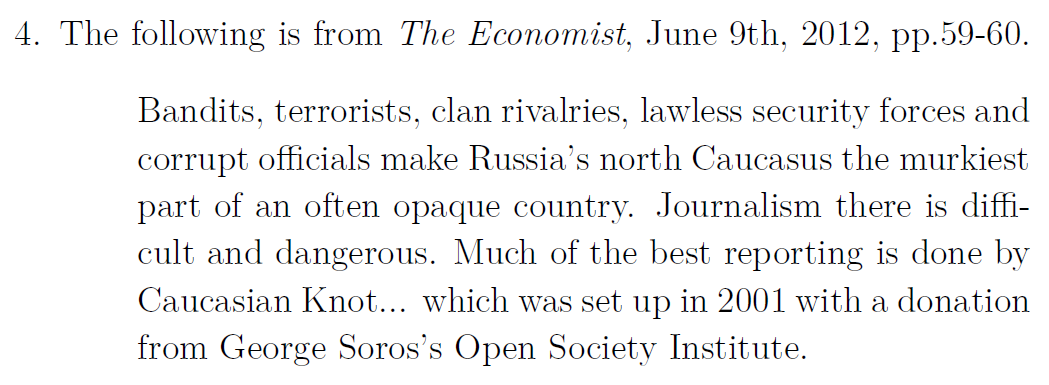 4. The following is from The Economist, June 9th, 2012, pp.59-60.
Bandits, terrorists, clan rivalries, lawless security forces and
corrupt officials make Russia's north Caucasus the murkiest
part of an often opaque country. Journalism there is diffi-
cult and dangerous. Much of the best reporting is done by
Caucasian Knot... which was set up in 2001 with a donation
from George Soros's Open Society Institute.